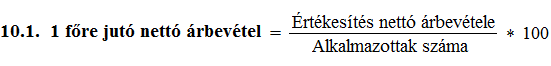 10.1. 1 főre jutó nettó árbevétel = Értékesítés nettó árbevétele / Alkalmazottak száma * 100